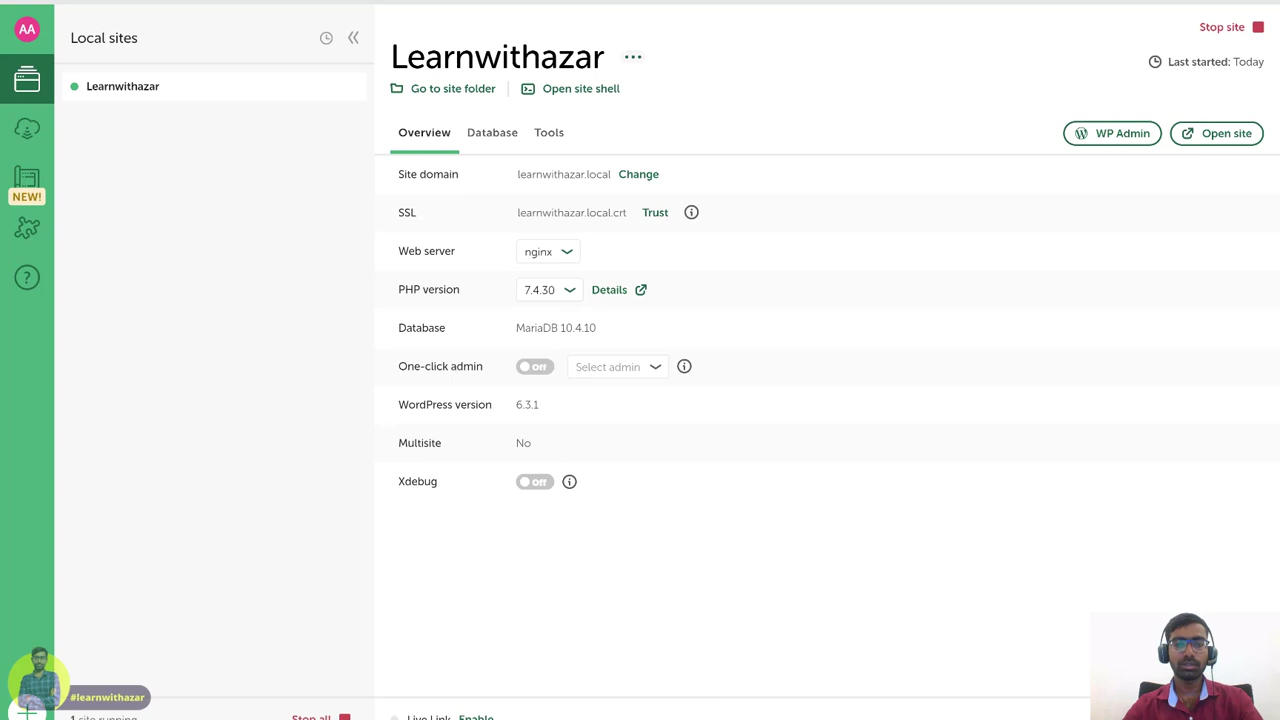 AA
Local sites
Learnwithazar
NEW!
#learnwithazar
1 site running
Stop all
Learnwithazar
Stop site
Last started: Today
Go to site folder
Open site shell
Overview Database Tools
WP Admin
Open site
Site domain learnwithazar.local Change
SSL learnwithazar.local.crt Trust
Web server nginx
PHP version 7.4.30 Details
Database MariaDB 10.4.10
One-click admin Off Select admin
WordPress version 6.3.1
Multisite No
Xdebug Off
Live Link Enable